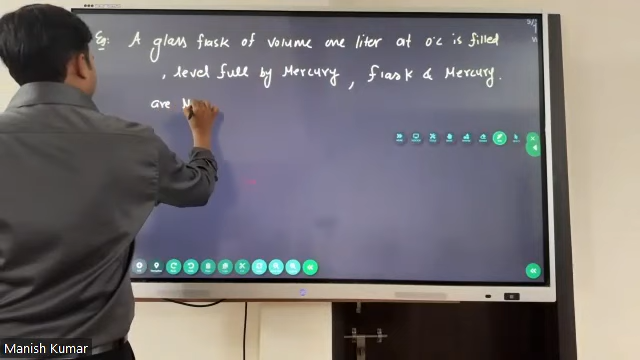 Eg: A glass flask of volume one liter at 0°c is filled
, level full by Mercury, flask & Mercury.
are
Manish Kumar